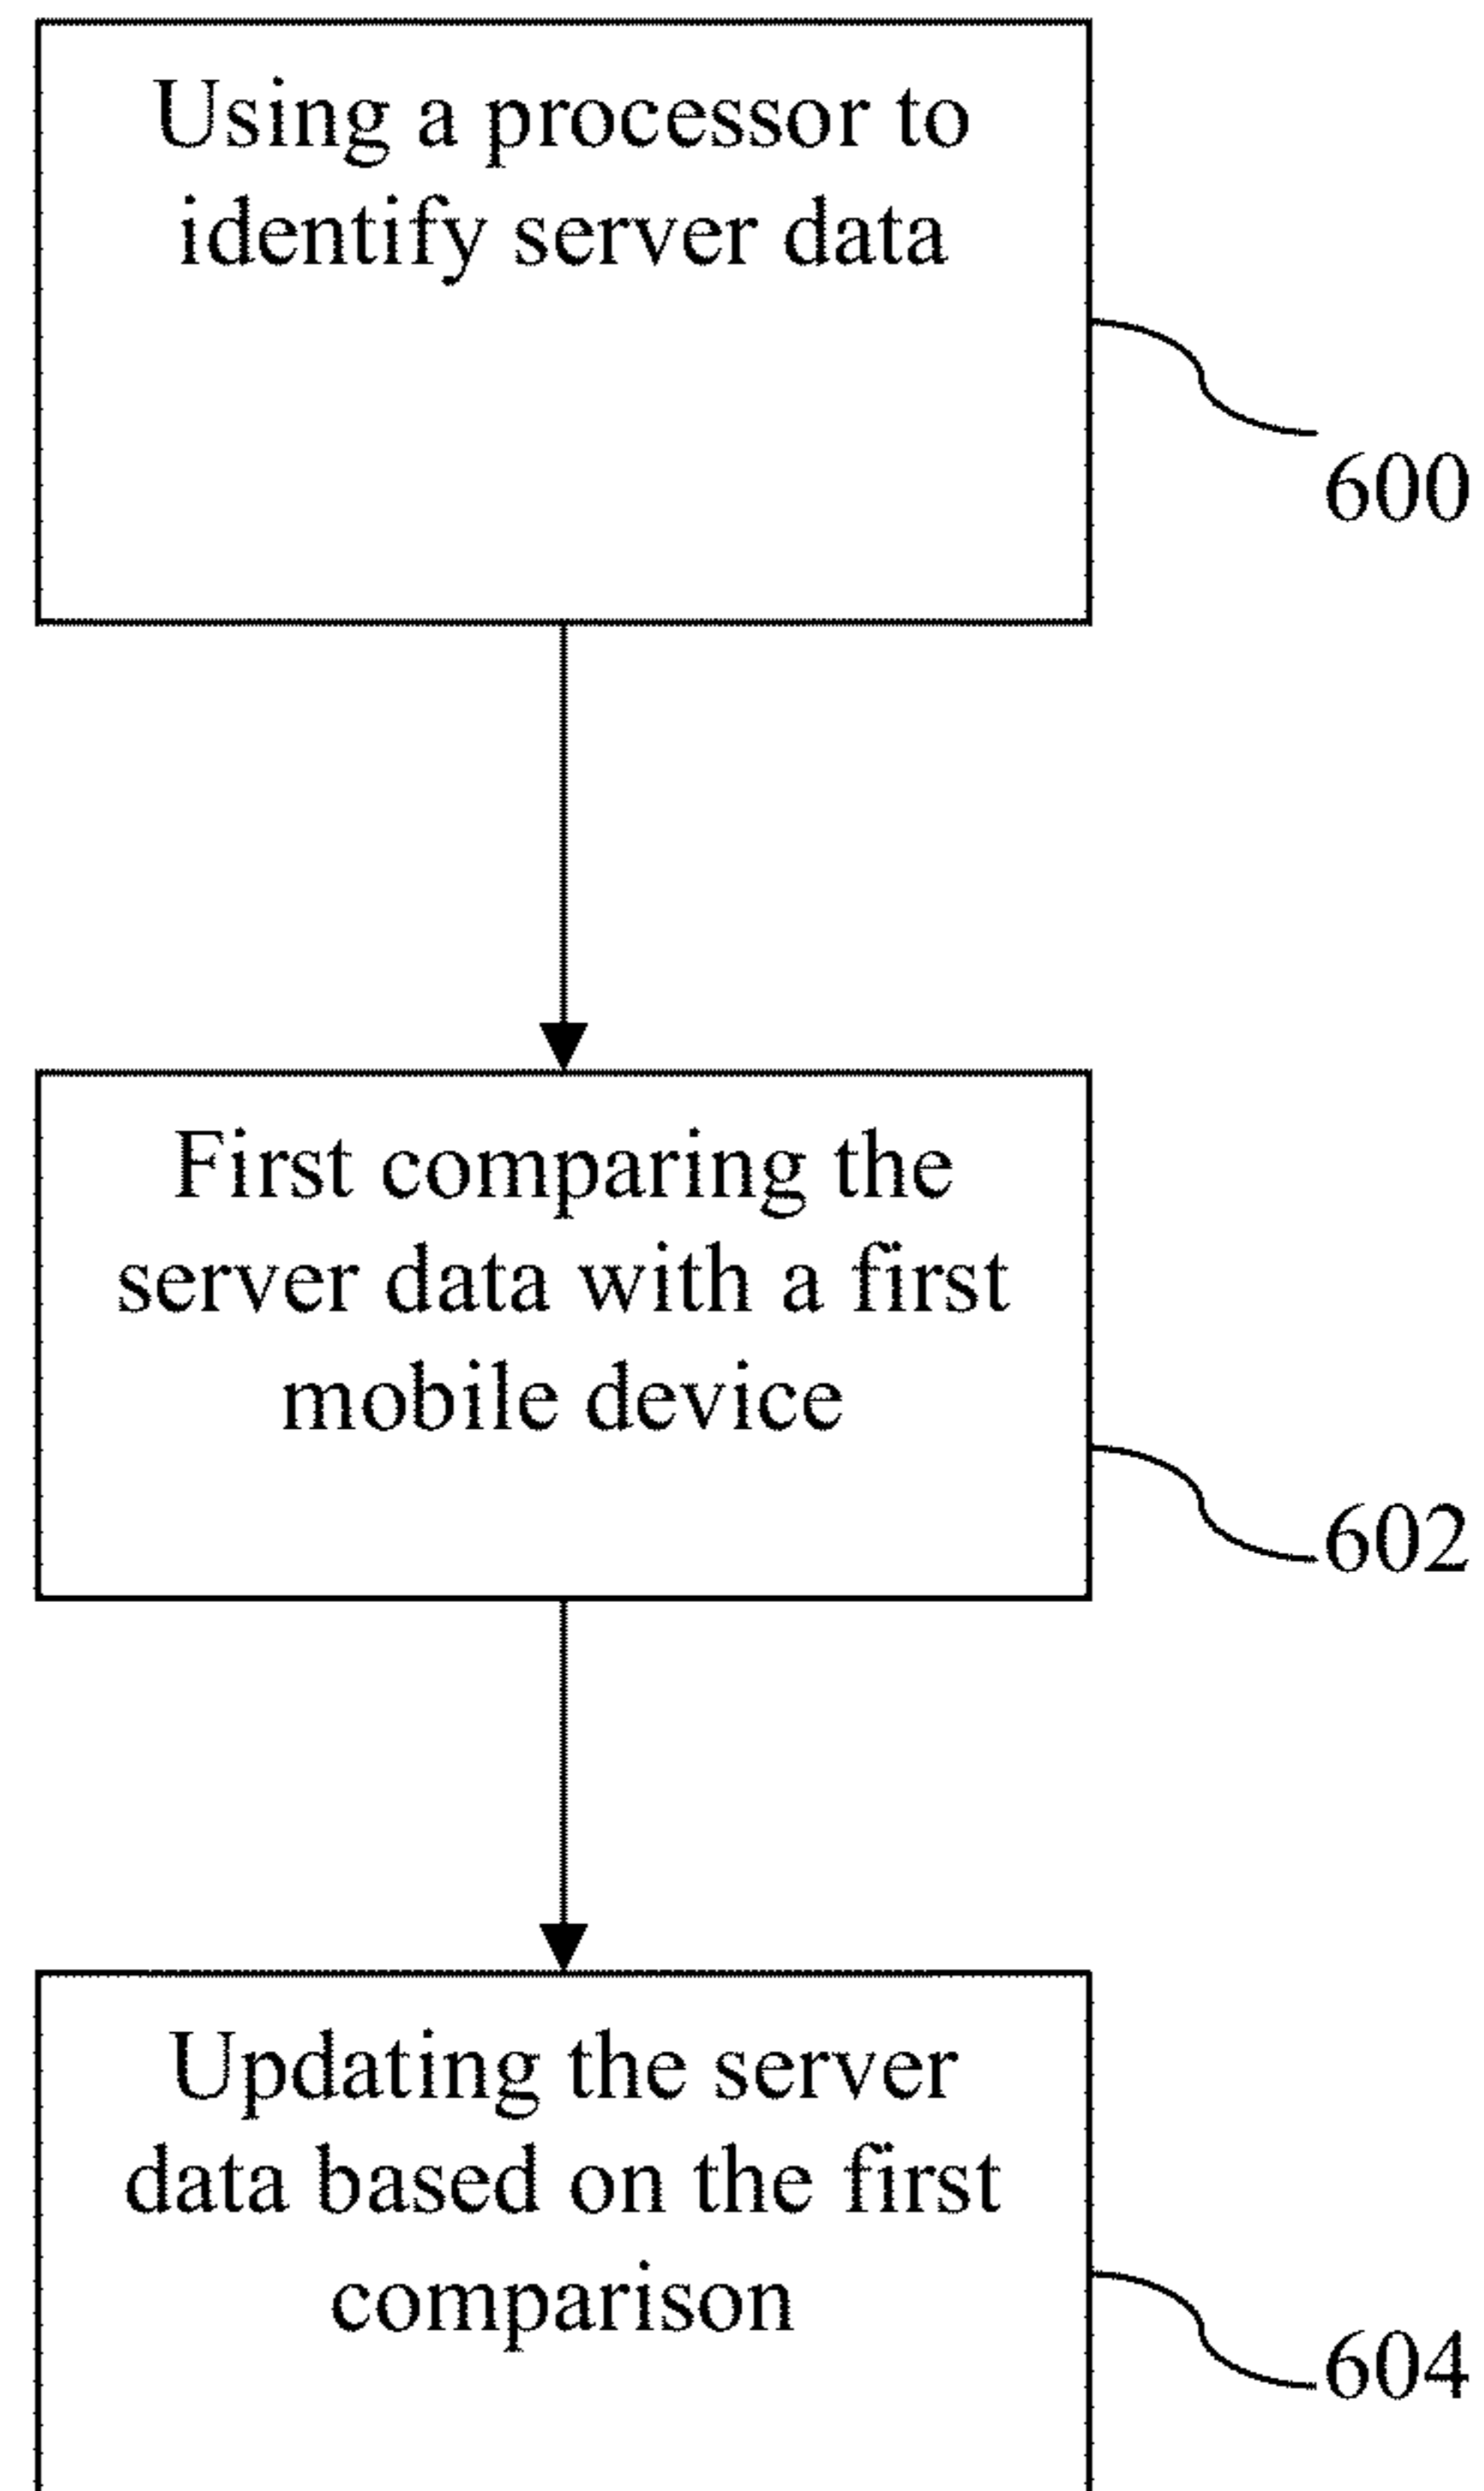 Using a processor to
identify server data
600
First comparing the
server data with a first
mobile device
602
Updating the server
data based on the first
comparison
604